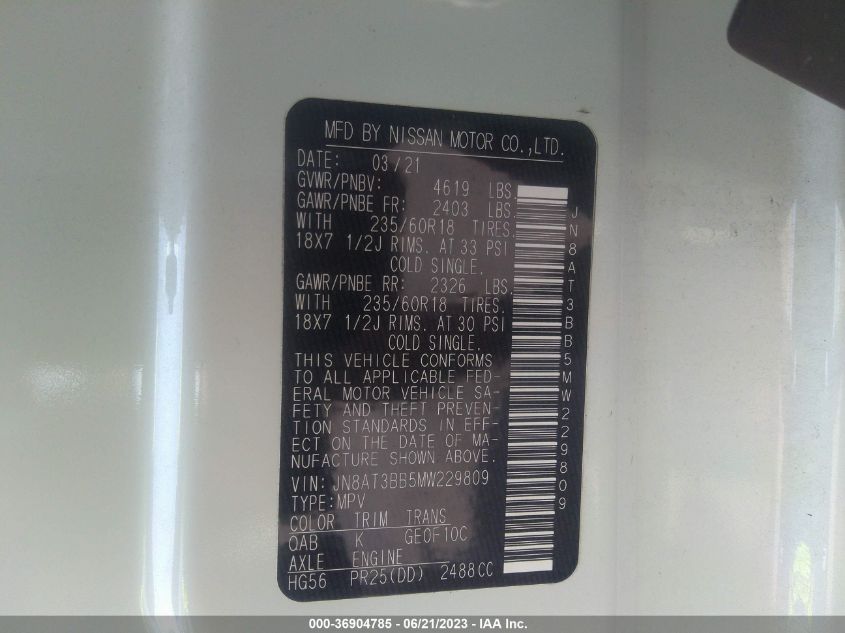 MFD BY NISSAN MOTOR CO.,LTD.
DATE: 03/21
GVWR/PNBV: 4619 LBS.
GAWR/PNBE FR: 2403 LBS.
WITH 235/60R18 TIRES.
18X7 1/2J RIMS. AT 33 PSI
COLD SINGLE.
GAWR/PNBE RR: 2326 LBS.
WITH 235/60R18 TIRES.
18X7 1/2J RIMS. AT 30 PSI
COLD SINGLE.
THIS VEHICLE CONFORMS
TO ALL APPLICABLE FED-
ERAL MOTOR VEHICLE SA-
FETY AND THEFT PREVEN-
TION STANDARDS IN EFF-
ECT ON THE DATE OF MA-
NUFACTURE SHOWN ABOVE.
VIN: JN8AT3BB5MW229809
TYPE:MPV
COLOR TRIM TRANS
QAB K GE0F10C
AXLE ENGINE
HG56 PR25(DD) 2488CC
JN8AT3BB5MW229809
000-36904785 - 06/21/2023 - IAA Inc.